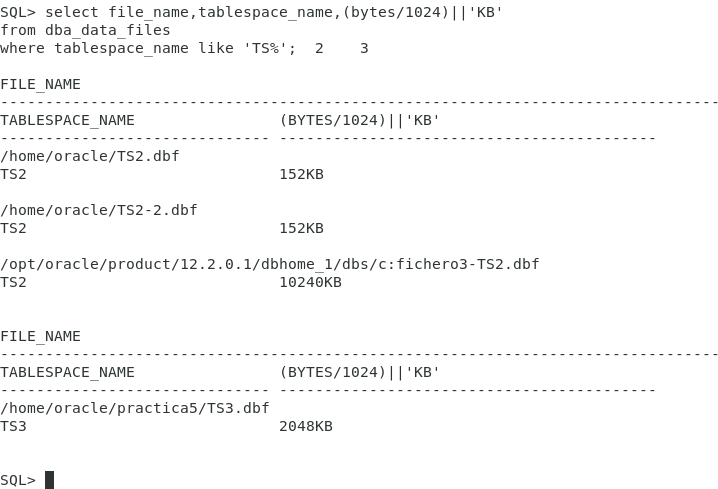 SQL> select file_name,tablespace_name,(bytes/1024)||'KB'
from dba_data_files
where tablespace_name like 'TS%';  2    3
FILE_NAME
--------------------------------------------------------------------------------
TABLESPACE_NAME                (BYTES/1024)||'KB'
------------------------------ ------------------------------------------
/home/oracle/TS2.dbf
TS2                            152KB
/home/oracle/TS2-2.dbf
TS2                            152KB
/opt/oracle/product/12.2.0.1/dbhome_1/dbs/c:fichero3-TS2.dbf
TS2                            10240KB
FILE_NAME
--------------------------------------------------------------------------------
TABLESPACE_NAME                (BYTES/1024)||'KB'
------------------------------ ------------------------------------------
/home/oracle/practica5/TS3.dbf
TS3                            2048KB
SQL>